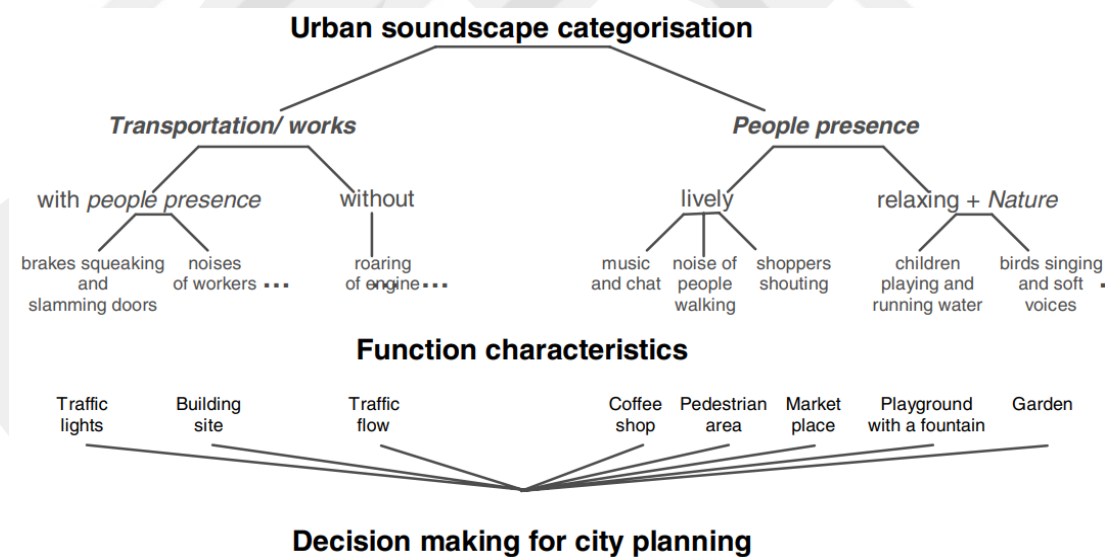 Urban soundscape categorisation
Transportation/ works
People presence
with people presence
without
lively
relaxing + Nature
brakes squeaking
and
slamming doors
noises
of workers ...
roaring
of engine ...
music
and chat
noise of
people
walking
shoppers
shouting
children
playing and
running water
birds singing
and soft
voices
Function characteristics
Traffic
lights
Building
site
Traffic
flow
Coffee
shop
Pedestrian
area
Market
place
Playground
with a fountain
Garden
Decision making for city planning